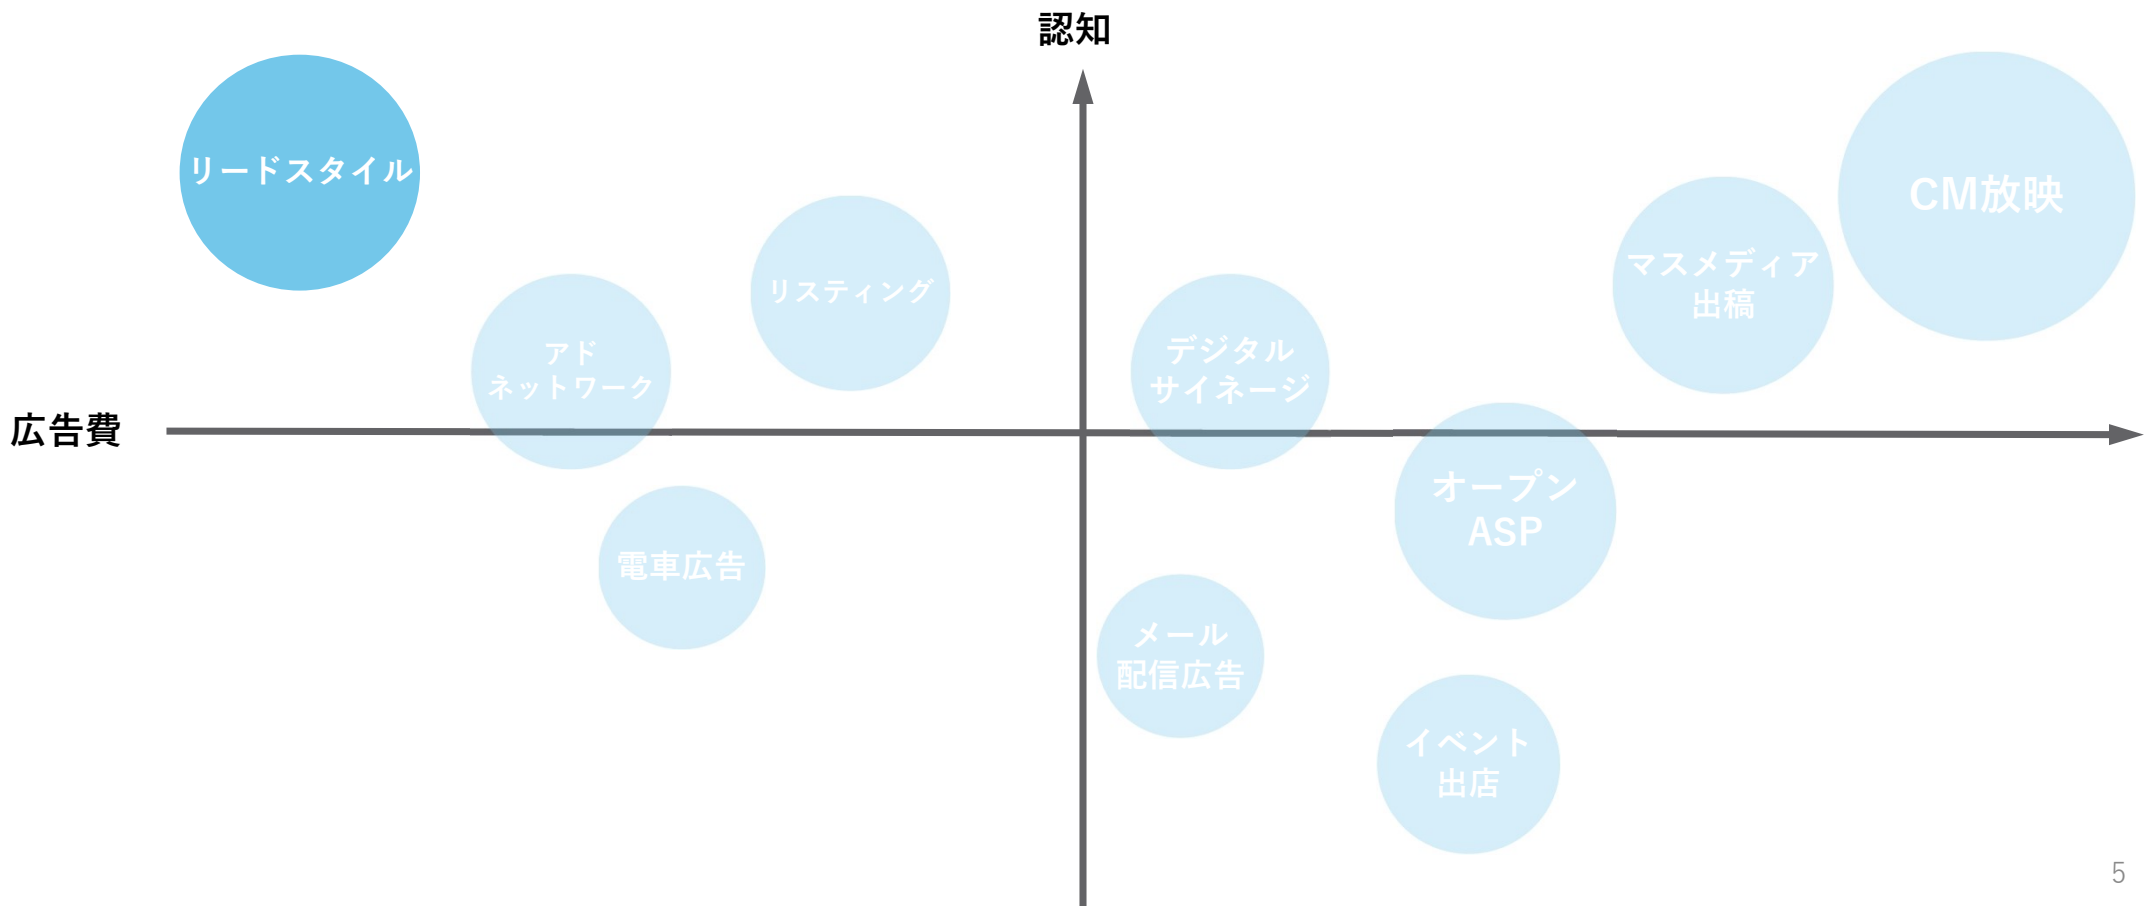 認知
リードスタイル
CM放映
マスメディア
出稿
リスティング
アド
ネットワーク
デジタル
サイネージ
広告費
オープン
ASP
電車広告
メール
配信広告
イベント
出店
5